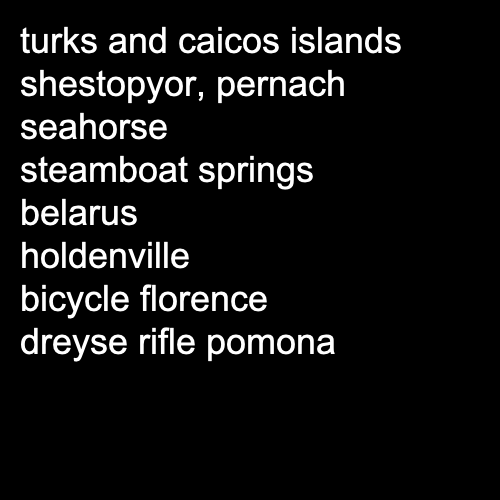 turks and caicos islands
shestopyor, pernach
seahorse
steamboat springs
belarus
holdenville
bicycle florence
dreyse rifle pomona